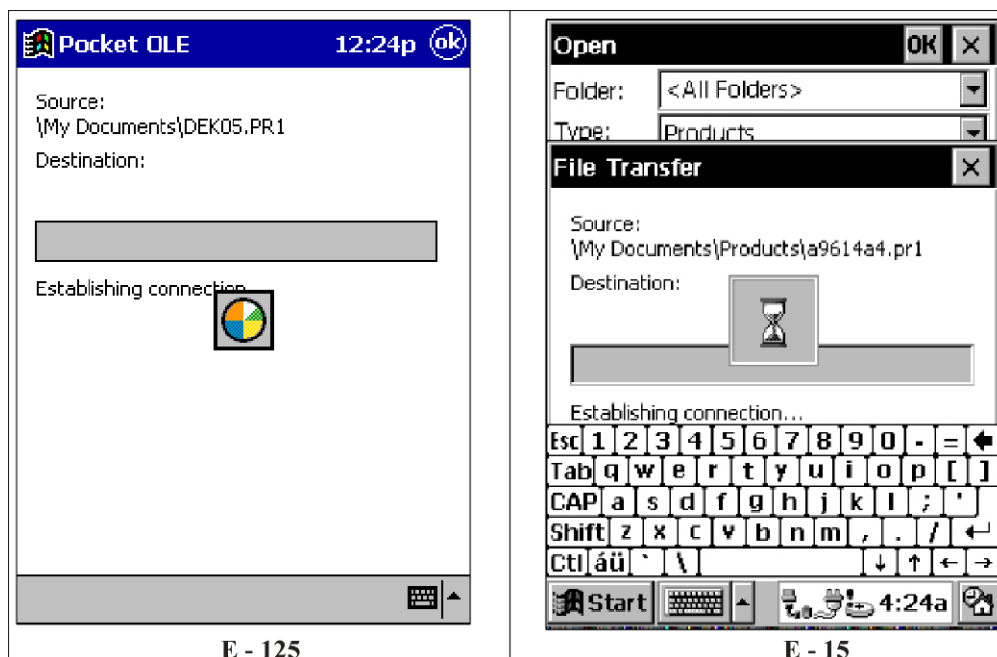 Pocket OLE 12:24p ok
Source:
\My Documents\DEK05.PR1
Destination:
Establishing connection
E - 125
Open OK ×
Folder: <All Folders>
Type: Products
File Transfer ×
Source:
\My Documents\Products\a9614a4.pr1
Destination:
Establishing connection...
Esc 1 2 3 4 5 6 7 8 9 0 - =
Tab q w e r t y u i o p [ ]
CAP a s d f g h j k l ; '
Shift z x c v b n m , . /
Ctl áü ` \ ↓ ↑ ← →
Start 4:24a
E - 15